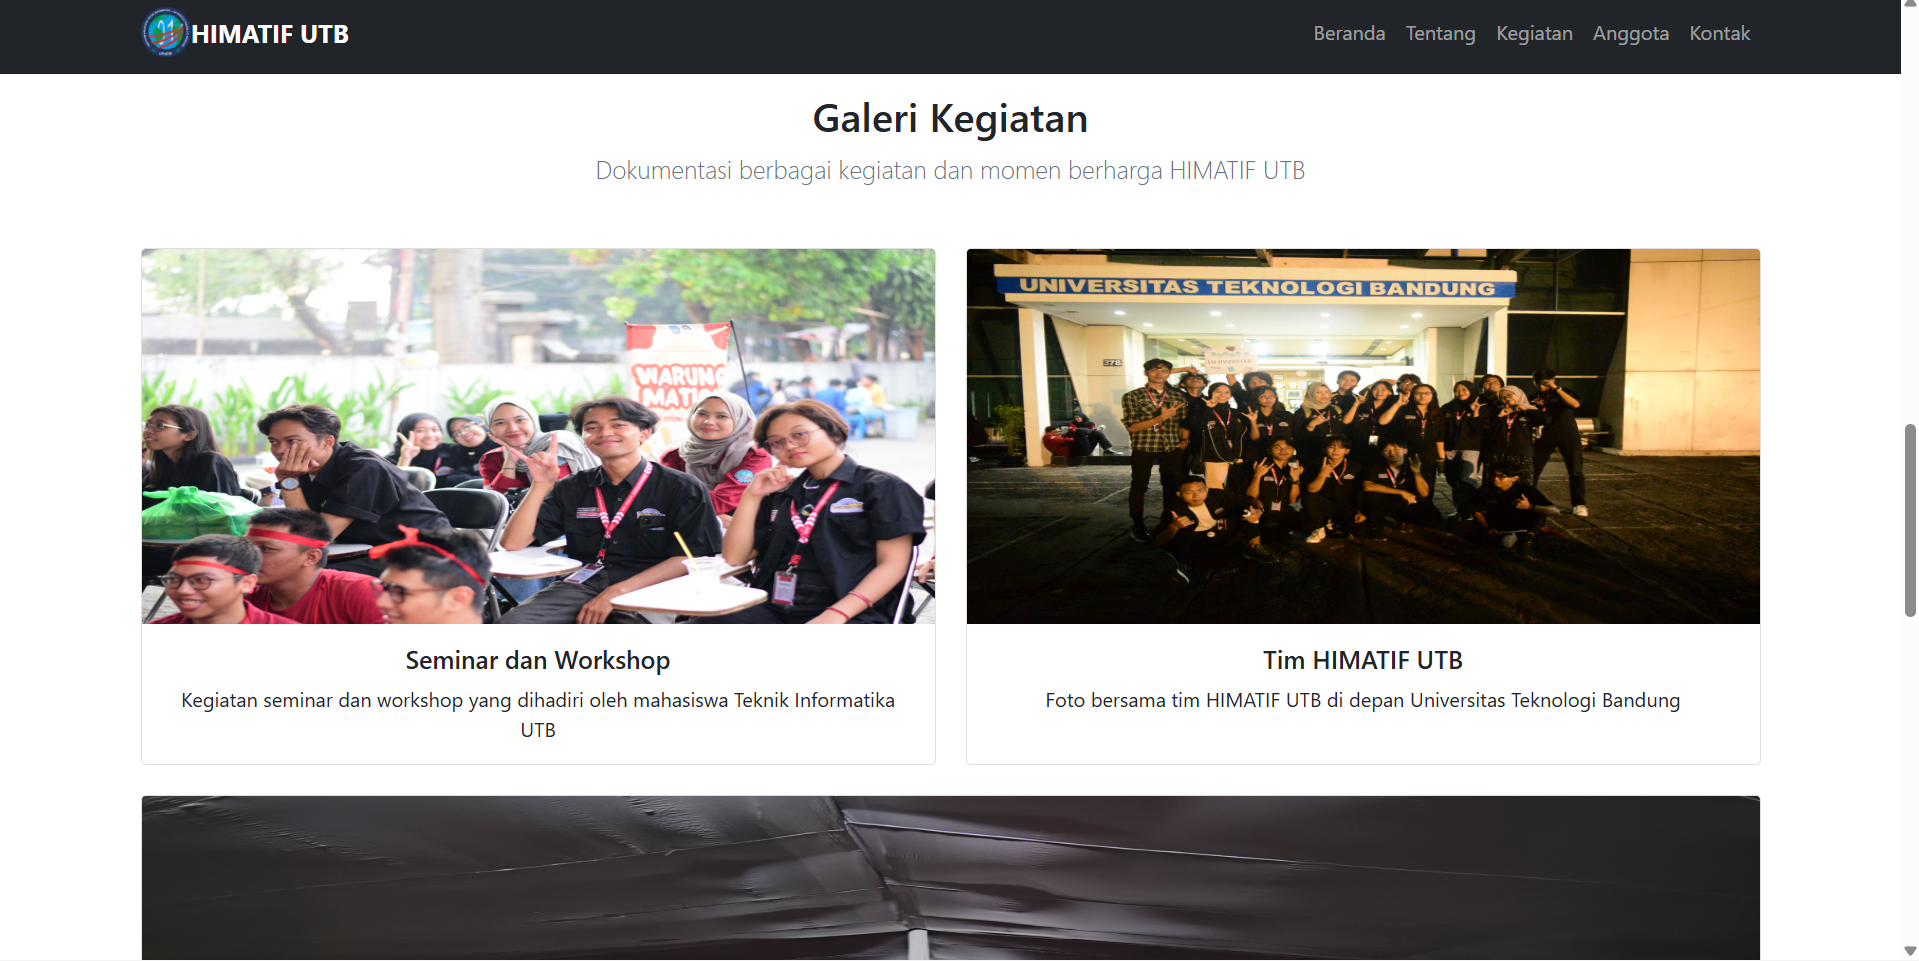 HIMATIF UTB
Beranda Tentang Kegiatan Anggota Kontak
Galeri Kegiatan
Dokumentasi berbagai kegiatan dan momen berharga HIMATIF UTB
WARUNG
UNIVERSITAS TEKNOLOGI BANDUNG
378
Seminar dan Workshop
Kegiatan seminar dan workshop yang dihadiri oleh mahasiswa Teknik Informatika
UTB
Tim HIMATIF UTB
Foto bersama tim HIMATIF UTB di depan Universitas Teknologi Bandung